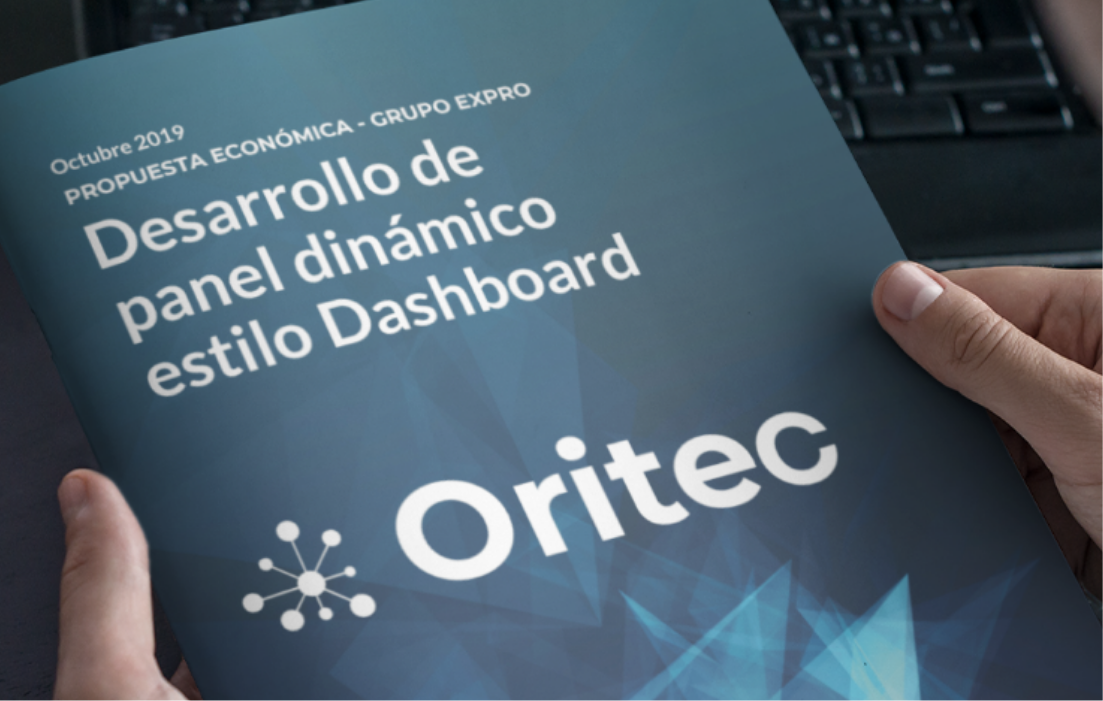 Octubre 2019
PROPUESTA ECONÓMICA - GRUPO EXPRO
Desarrollo de
panel dinámico
estilo Dashboard
Oritec